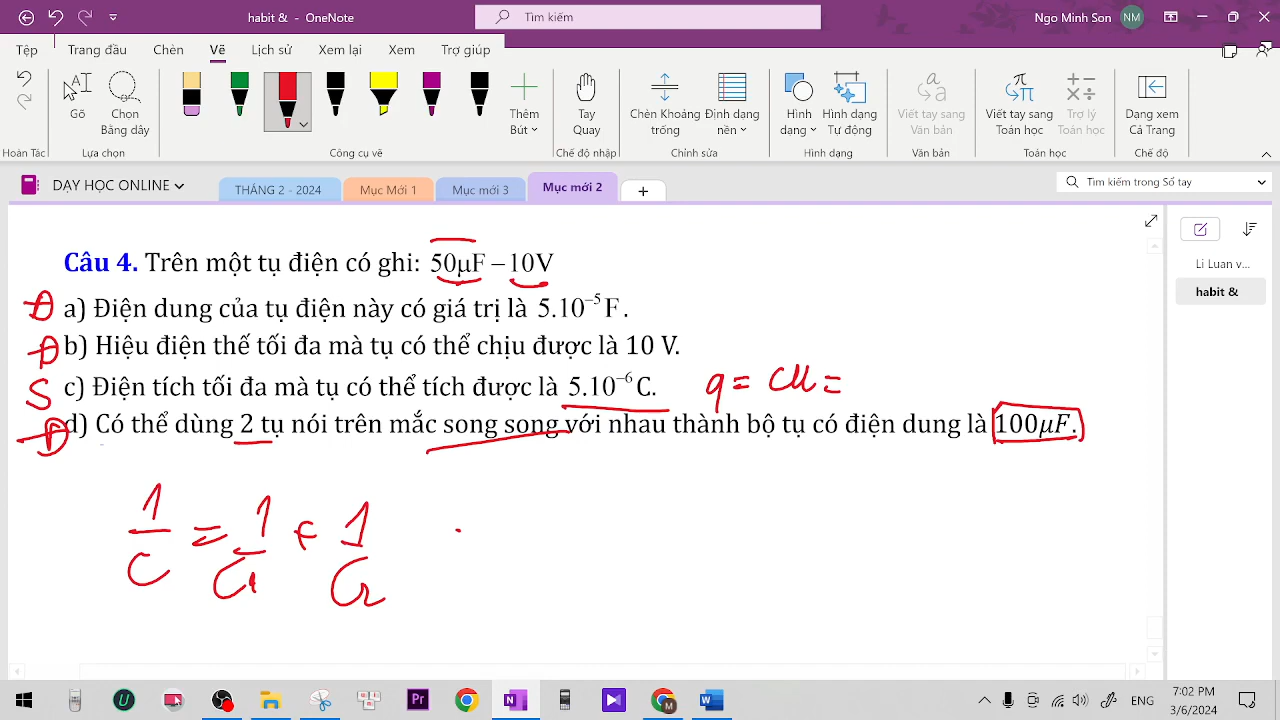 habit & - OneNote
Tìm kiếm
Ngo Minh Son NM
Tệp Trang đầu Chèn Vẽ Lịch sử Xem lại Xem Trợ giúp
Gõ
Chọn Bằng dây
Thêm Bút
Tay Quay
Chèn Khoảng trống
Định dạng nền
Hình dạng
Hình dạng Tự động
Viết tay sang Văn bản
Viết tay sang Toán học
Trợ lý Toán học
Dạng xem Cả Trang
Hoàn Tác Lựa chọn Công cụ vẽ Chế độ nhập Chỉnh sửa Hình dạng Văn bản Toán học Chế độ
DẠY HỌC ONLINE THÁNG 2 - 2024 Mục Mới 1 Mục mới 3 Mục mới 2 + Tìm kiếm trong Sổ tay
Li Luan v...
habit &
Câu 4. Trên một tụ điện có ghi: 50μF – 10V
Đ a) Điện dung của tụ điện này có giá trị là 5.10⁻⁵ F.
Đ b) Hiệu điện thế tối đa mà tụ có thể chịu được là 10 V.
S c) Điện tích tối đa mà tụ có thể tích được là 5.10⁻⁶ C. q = CU =
Đ d) Có thể dùng 2 tụ nói trên mắc song song với nhau thành bộ tụ có điện dung là 100μF.
1/C = 1/C1 + 1/C2
ENG 7:02 PM
3/6/2024